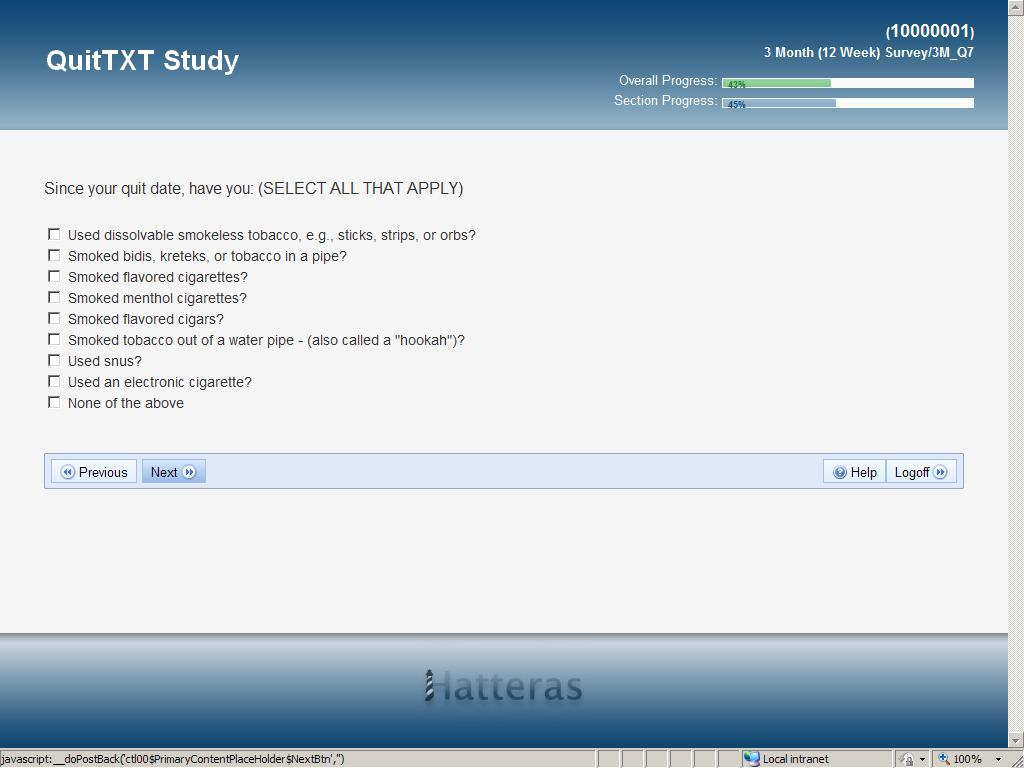 (10000001)
QuitTXT Study
3 Month (12 Week) Survey/3M_Q7
Overall Progress: 43%
Section Progress: 45%
Since your quit date, have you: (SELECT ALL THAT APPLY)
Used dissolvable smokeless tobacco, e.g., sticks, strips, or orbs?
Smoked bidis, kreteks, or tobacco in a pipe?
Smoked flavored cigarettes?
Smoked menthol cigarettes?
Smoked flavored cigars?
Smoked tobacco out of a water pipe - (also called a "hookah")?
Used snus?
Used an electronic cigarette?
None of the above
Previous Next Help Logoff
Hatteras
javascript:__doPostBack('ctl00$PrimaryContentPlaceHolder$NextBtn','') Local intranet 100%